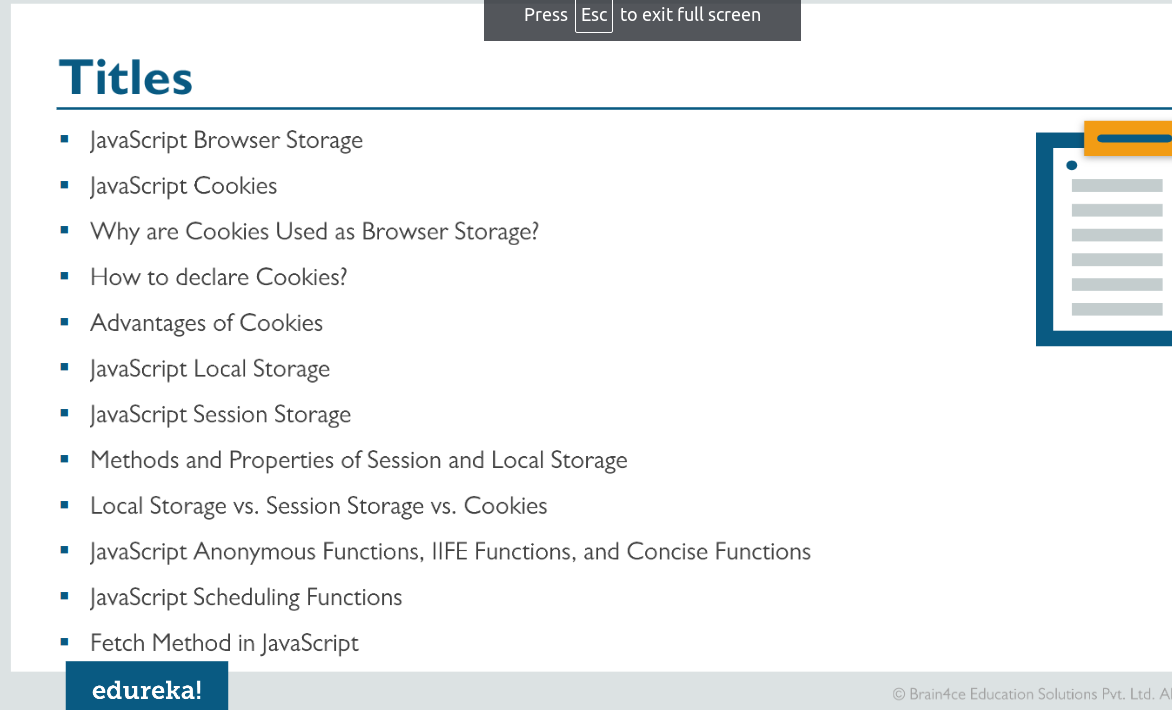 Press Esc to exit full screen
Titles
▪ JavaScript Browser Storage
▪ JavaScript Cookies
▪ Why are Cookies Used as Browser Storage?
▪ How to declare Cookies?
▪ Advantages of Cookies
▪ JavaScript Local Storage
▪ JavaScript Session Storage
▪ Methods and Properties of Session and Local Storage
▪ Local Storage vs. Session Storage vs. Cookies
▪ JavaScript Anonymous Functions, IIFE Functions, and Concise Functions
▪ JavaScript Scheduling Functions
▪ Fetch Method in JavaScript
edureka!
© Brain4ce Education Solutions Pvt. Ltd.